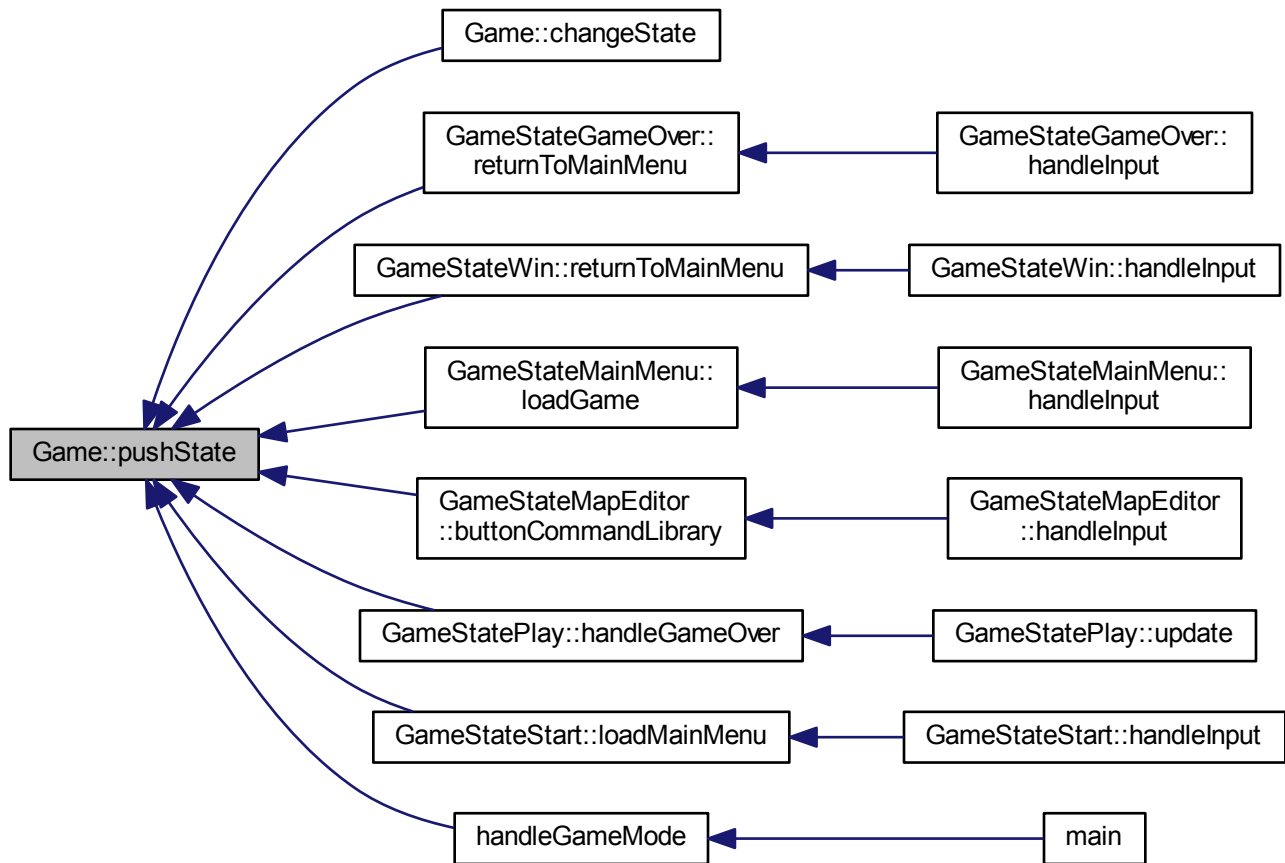 Game::changeState
GameStateGameOver::
returnToMainMenu
GameStateGameOver::
handleInput
GameStateWin::returnToMainMenu
GameStateWin::handleInput
GameStateMainMenu::
loadGame
GameStateMainMenu::
handleInput
Game::pushState
GameStateMapEditor
::buttonCommandLibrary
GameStateMapEditor
::handleInput
GameStatePlay::handleGameOver
GameStatePlay::update
GameStateStart::loadMainMenu
GameStateStart::handleInput
handleGameMode
main